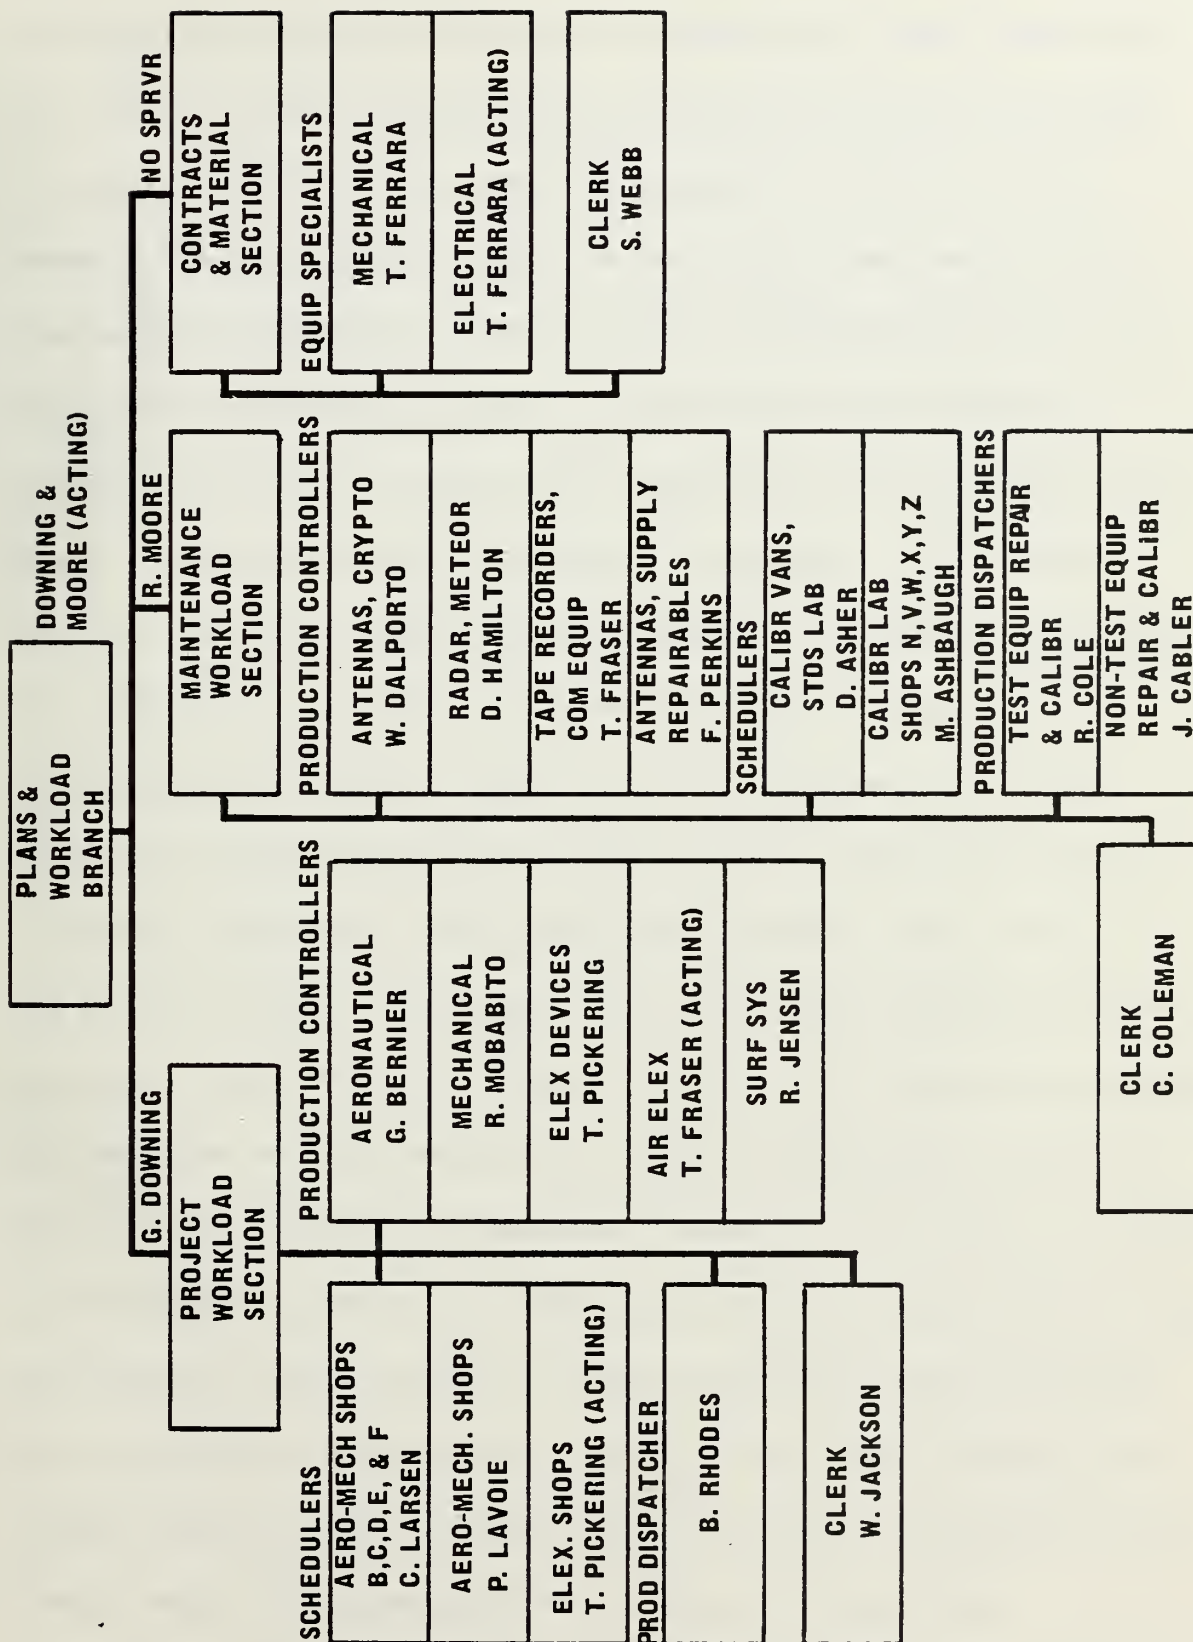 PLANS &
WORKLOAD
BRANCH
DOWNING &
MOORE (ACTING)
G. DOWNING
PROJECT
WORKLOAD
SECTION
SCHEDULERS
AERO-MECH SHOPS
B,C,D,E, & F
C. LARSEN
AERO-MECH. SHOPS
P. LAVOIE
ELEX. SHOPS
T. PICKERING (ACTING)
PROD DISPATCHER
B. RHODES
CLERK
W. JACKSON
PRODUCTION CONTROLLERS
AERONAUTICAL
G. BERNIER
MECHANICAL
R. MOBABITO
ELEX DEVICES
T. PICKERING
AIR ELEX
T. FRASER (ACTING)
SURF SYS
R. JENSEN
R. MOORE
MAINTENANCE
WORKLOAD
SECTION
PRODUCTION CONTROLLERS
ANTENNAS, CRYPTO
W. DALPORTO
RADAR, METEOR
D. HAMILTON
TAPE RECORDERS,
COM EQUIP
T. FRASER
ANTENNAS, SUPPLY
REPAIRABLES
F. PERKINS
SCHEDULERS
CALIBR VANS,
STDS LAB
D. ASHER
CALIBR LAB
SHOPS N,V,W,X,Y,Z
M. ASHBAUGH
PRODUCTION DISPATCHERS
TEST EQUIP REPAIR
& CALIBR
R. COLE
NON-TEST EQUIP
REPAIR & CALIBR
J. CABLER
CLERK
C. COLEMAN
NO SPRVR
CONTRACTS
& MATERIAL
SECTION
EQUIP SPECIALISTS
MECHANICAL
T. FERRARA
ELECTRICAL
T. FERRARA (ACTING)
CLERK
S. WEBB